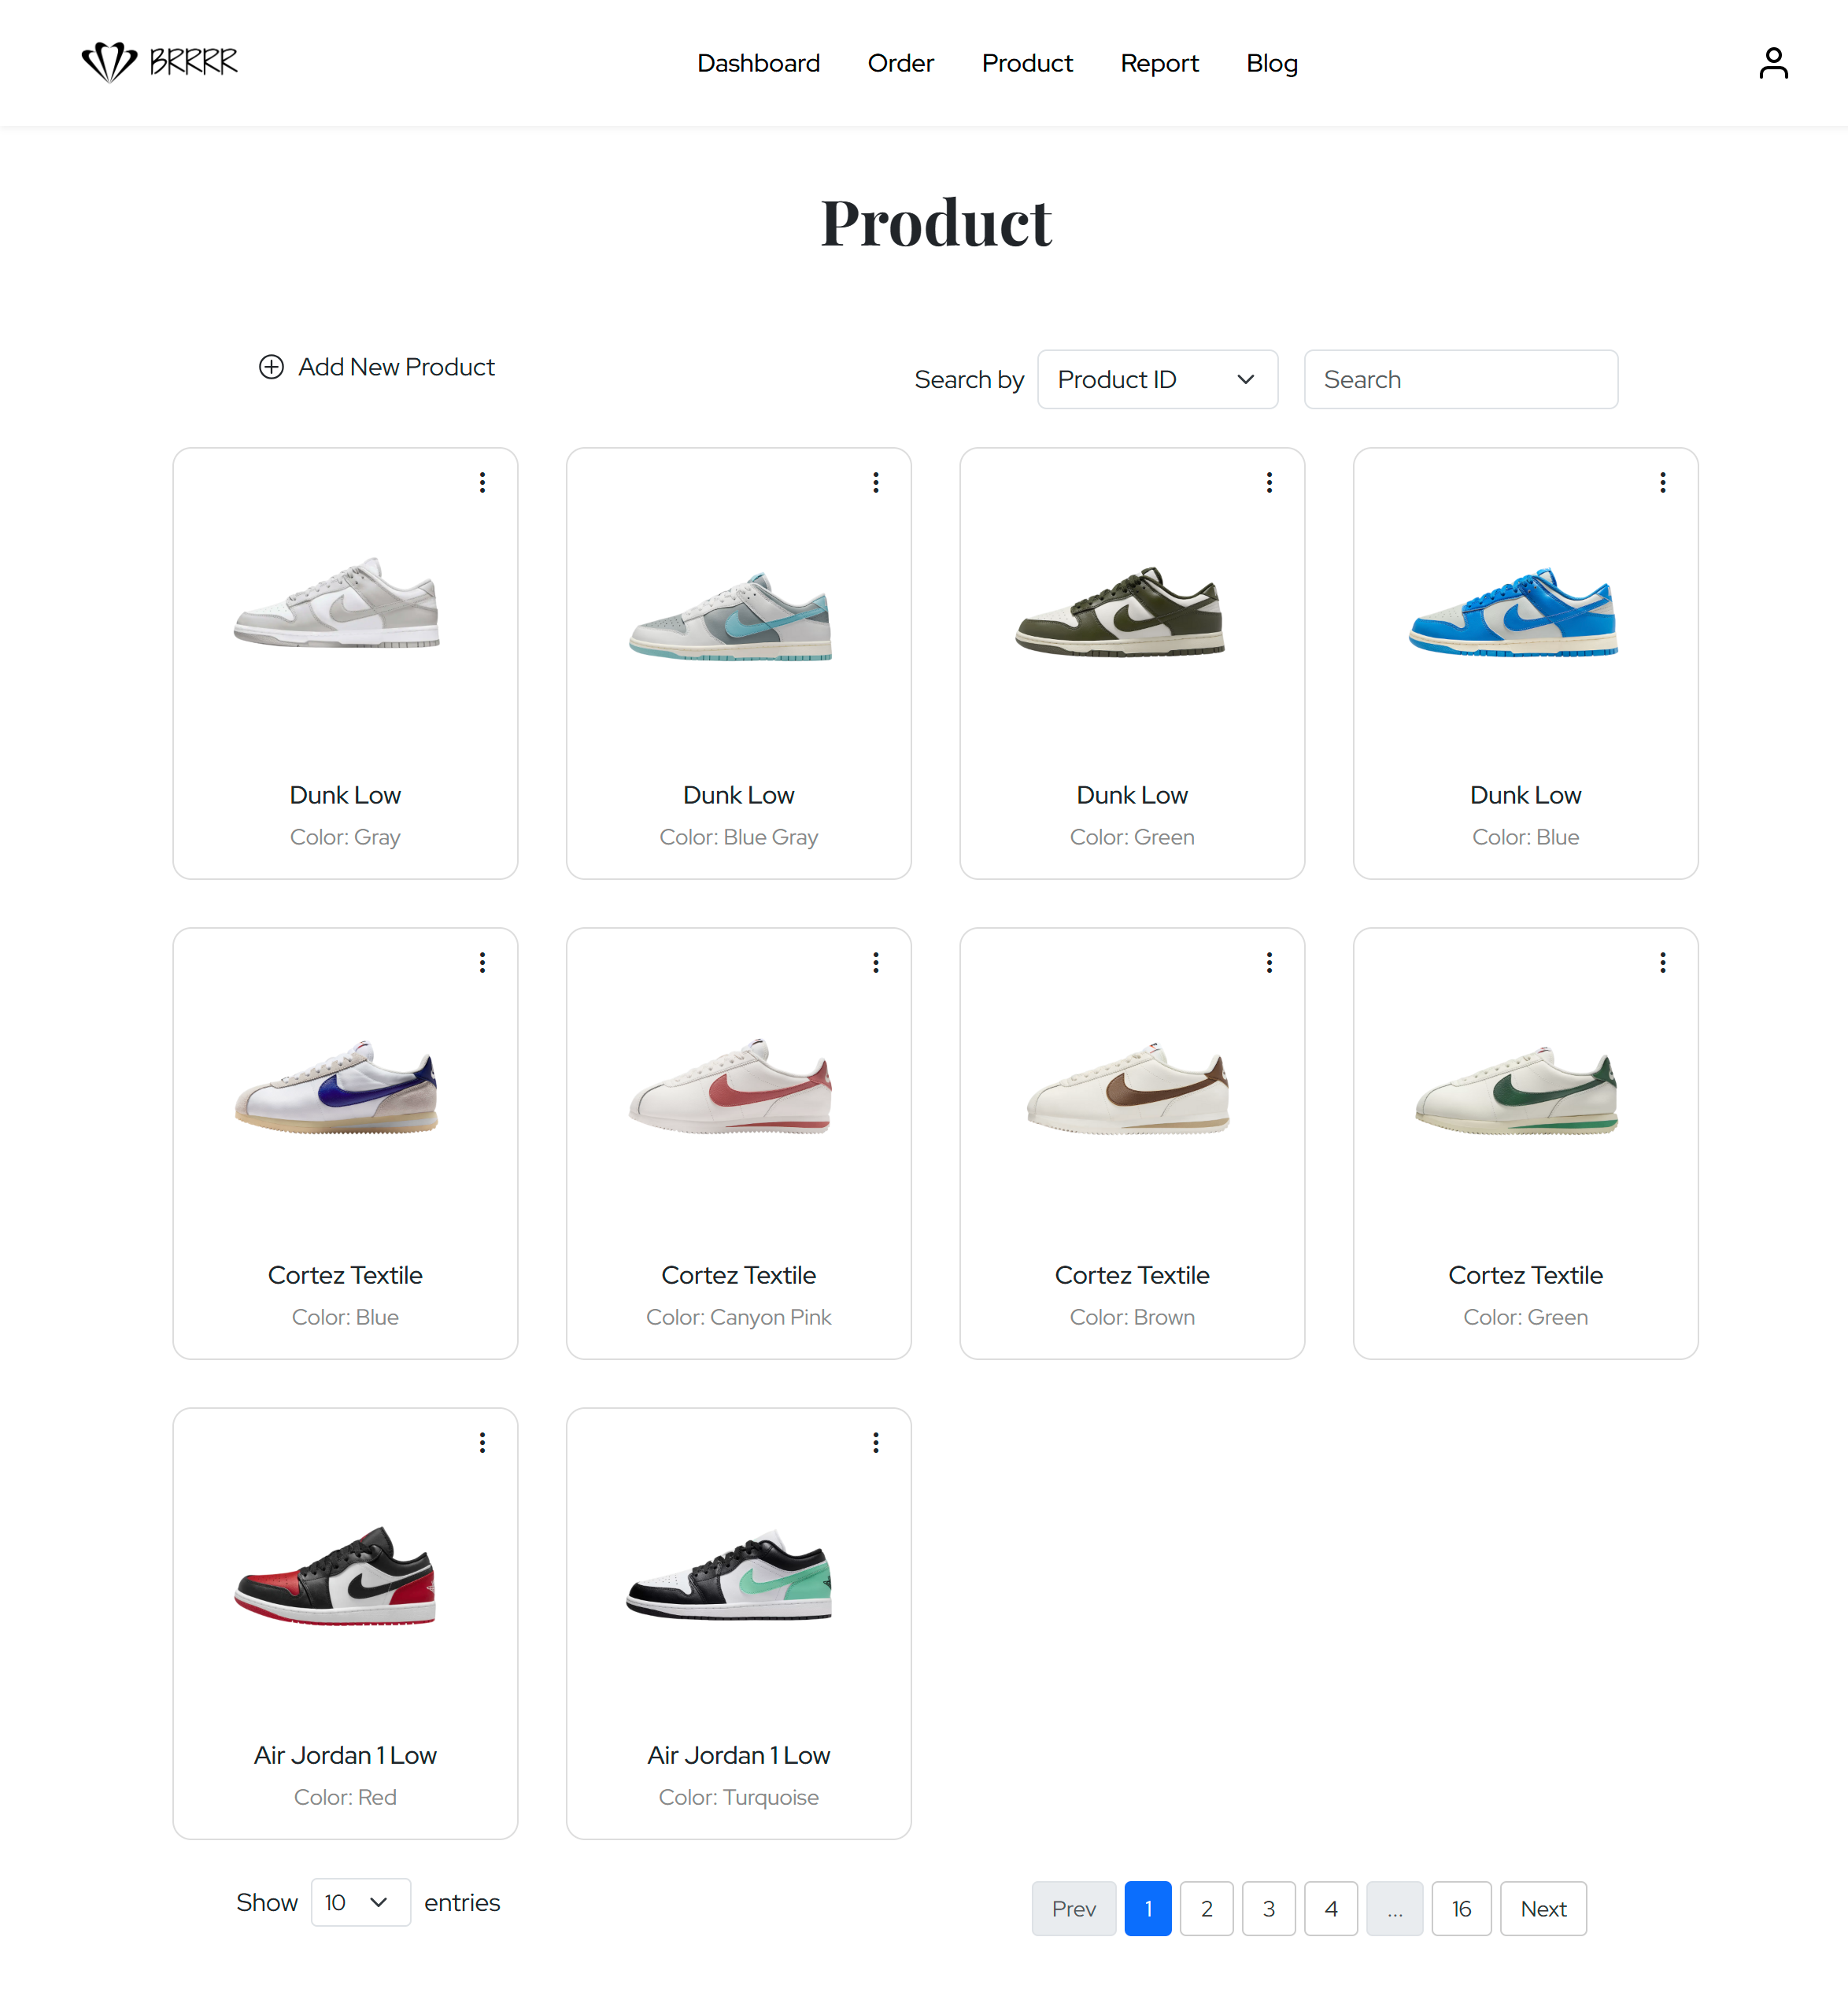 BRRRR
Dashboard Order Product Report Blog
Product
Add New Product
Search by Product ID Search
Dunk Low
Color: Gray
Dunk Low
Color: Blue Gray
Dunk Low
Color: Green
Dunk Low
Color: Blue
Cortez Textile
Color: Blue
Cortez Textile
Color: Canyon Pink
Cortez Textile
Color: Brown
Cortez Textile
Color: Green
Air Jordan 1 Low
Color: Red
Air Jordan 1 Low
Color: Turquoise
Show 10 entries
Prev 1 2 3 4 ... 16 Next